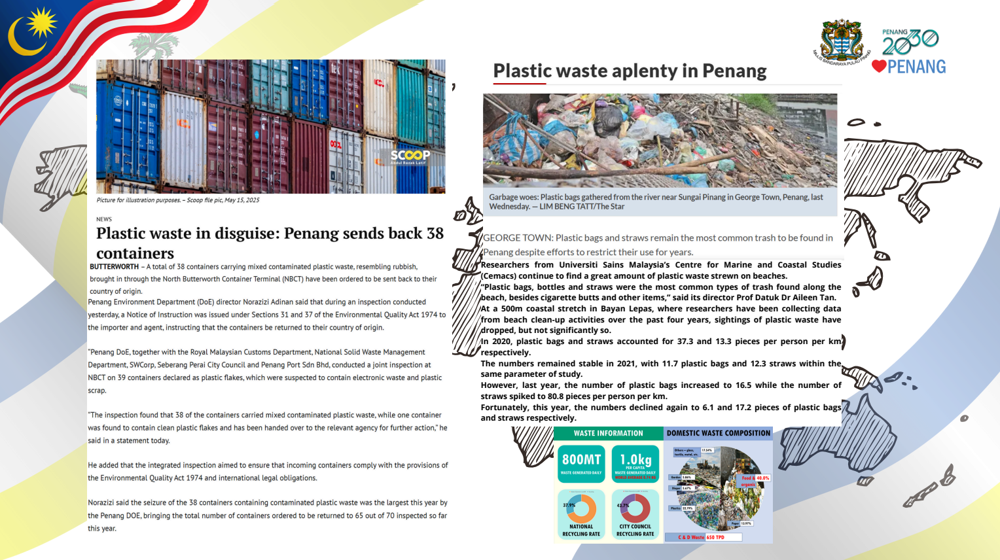 MAJLIS BANDARAYA PULAU PINANG
PENANG
2030
PENANG
SCOOP
Abdul Razak Latif
Picture for illustration purposes. – Scoop file pic, May 15, 2025
NEWS
Plastic waste in disguise: Penang sends back 38
containers
BUTTERWORTH – A total of 38 containers carrying mixed contaminated plastic waste, resembling rubbish,
brought in through the North Butterworth Container Terminal (NBCT) have been ordered to be sent back to their
country of origin.
Penang Environment Department (DoE) director Norazizi Adinan said that during an inspection conducted
yesterday, a Notice of Instruction was issued under Sections 31 and 37 of the Environmental Quality Act 1974 to
the importer and agent, instructing that the containers be returned to their country of origin.
“Penang DoE, together with the Royal Malaysian Customs Department, National Solid Waste Management
Department, SWCorp, Seberang Perai City Council and Penang Port Sdn Bhd, conducted a joint inspection at
NBCT on 39 containers declared as plastic flakes, which were suspected to contain electronic waste and plastic
scrap.
“The inspection found that 38 of the containers carried mixed contaminated plastic waste, while one container
was found to contain clean plastic flakes and has been handed over to the relevant agency for further action,” he
said in a statement today.
He added that the integrated inspection aimed to ensure that incoming containers comply with the provisions of
the Environmental Quality Act 1974 and international legal obligations.
Norazizi said the seizure of the 38 containers containing contaminated plastic waste was the largest this year by
the Penang DOE, bringing the total number of containers ordered to be returned to 65 out of 70 inspected so far
this year.
Plastic waste aplenty in Penang
Garbage woes: Plastic bags gathered from the river near Sungai Pinang in George Town, Penang, last
Wednesday. — LIM BENG TATT/The Star
GEORGE TOWN: Plastic bags and straws remain the most common trash to be found in
Penang despite efforts to restrict their use for years.
Researchers from Universiti Sains Malaysia’s Centre for Marine and Coastal Studies
(Cemacs) continue to find a great amount of plastic waste strewn on beaches.
“Plastic bags, bottles and straws were the most common types of trash found along the
beach, besides cigarette butts and other items,” said its director Prof Datuk Dr Aileen Tan.
At a 500m coastal stretch in Bayan Lepas, where researchers have been collecting data
from beach clean-up activities over the past four years, sightings of plastic waste have
dropped, but not significantly so.
In 2020, plastic bags and straws accounted for 37.3 and 13.3 pieces per person per km
respectively.
The numbers remained stable in 2021, with 11.7 plastic bags and 12.3 straws within the
same parameter of study.
However, last year, the number of plastic bags increased to 16.5 while the number of
straws spiked to 80.8 pieces per person per km.
Fortunately, this year, the numbers declined again to 6.1 and 17.2 pieces of plastic bags
and straws respectively.
WASTE INFORMATION
800MT
WASTE GENERATED DAILY
1.0kg
PER CAPITA
WASTE GENERATED DAILY
WORLD AVERAGE 0.74 KG
37.9%
NATIONAL
RECYCLING RATE
43.7%
CITY COUNCIL
RECYCLING RATE
DOMESTIC WASTE COMPOSITION
Others – glass, 17.54%
textile, metal, etc.
Garden 3.06%
Diaper 3.67%
Food & 40.0%
organic
Plastics 22.79%
Paper 13.97%
C & D Waste 650 TPD